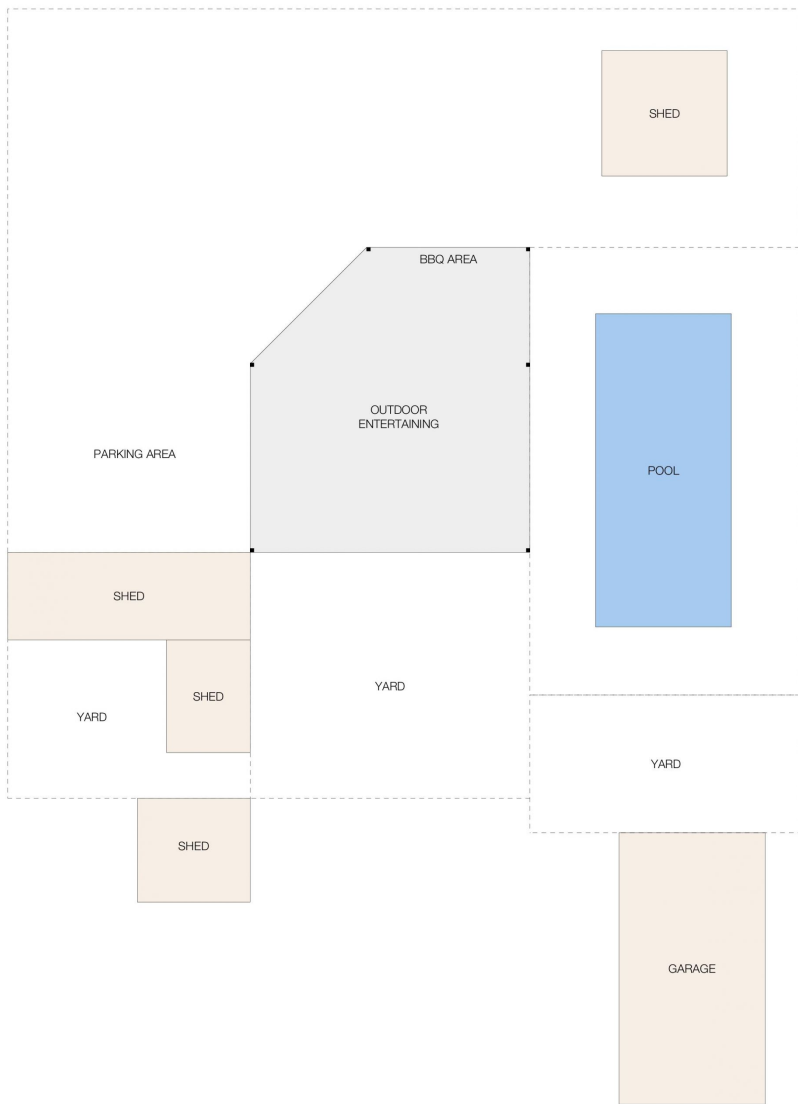 SHED
BBQ AREA
OUTDOOR
ENTERTAINING
PARKING AREA
POOL
SHED
SHED
YARD
YARD
YARD
SHED
GARAGE